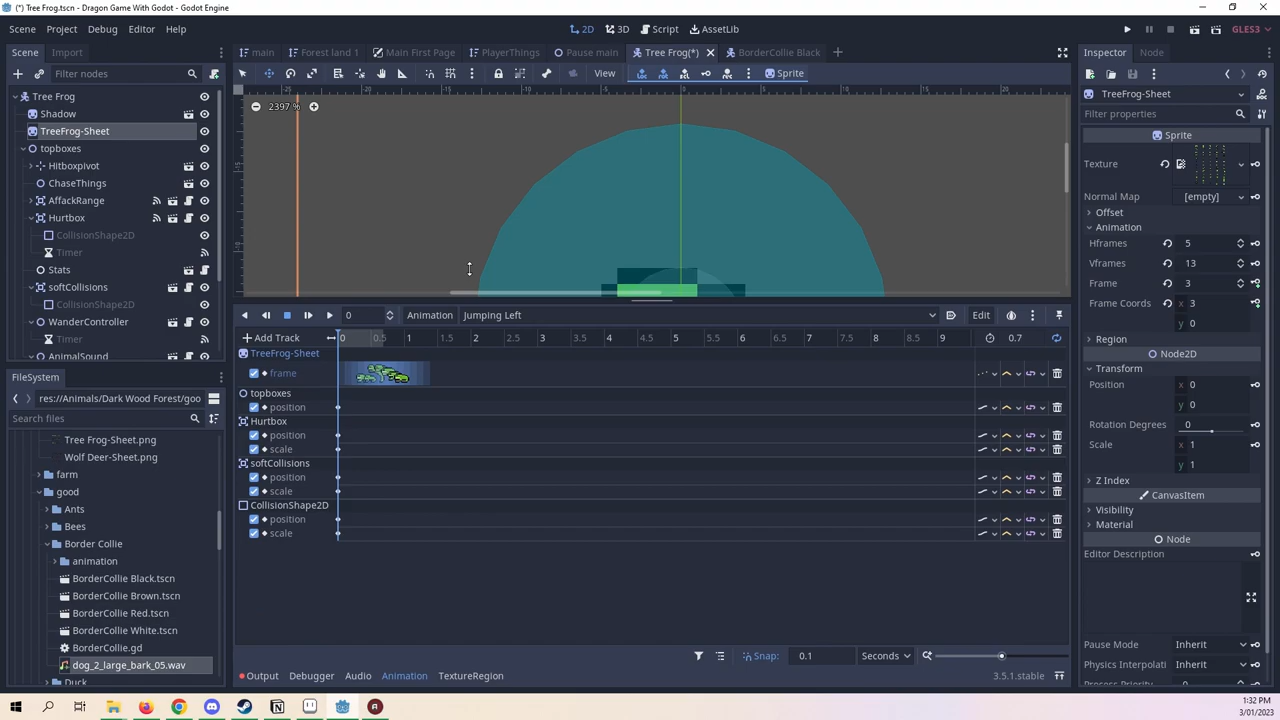 (*) Tree Frog.tscn - Dragon Game With Godot - Godot Engine
Scene Project Debug Editor Help
2D 3D Script AssetLib
GLES3
Scene Import
main Forest land 1 Main First Page PlayerThings Pause main Tree Frog(*) BorderCollie Black
Inspector Node
Filter nodes
View
Sprite
TreeFrog-Sheet
Filter properties
Tree Frog
Shadow
TreeFrog-Sheet
topboxes
Hitboxpivot
ChaseThings
AffackRange
Hurtbox
CollisionShape2D
Timer
Stats
softCollisions
CollisionShape2D
WanderController
Timer
AnimalSound
-25 -20 -5 0 5 10 20
2397 %
Sprite
Texture
Normal Map [empty]
Offset
Animation
Hframes 5
Vframes 13
Frame 3
Frame Coords x 3
y 0
Region
Node2D
Transform
Position x 0
y 0
Rotation Degrees 0
Scale x 1
y 1
Z Index
CanvasItem
Visibility
Material
Node
Editor Description
Pause Mode Inherit
Physics Interpolati Inherit
FileSystem
res://Animals/Dark Wood Forest/goo
Search files
Tree Frog-Sheet.png
Wolf Deer-Sheet.png
farm
good
Ants
Bees
Border Collie
animation
BorderCollie Black.tscn
BorderCollie Brown.tscn
BorderCollie Red.tscn
BorderCollie White.tscn
BorderCollie.gd
dog_2_large_bark_05.wav
Duck
0 Animation Jumping Left Edit
Add Track 0 0.5 1 1.5 2 2.5 3 3.5 4 4.5 5 5.5 6 6.5 7 7.5 8 8.5 9 0.7
TreeFrog-Sheet
frame
topboxes
position
Hurtbox
position
scale
softCollisions
position
scale
CollisionShape2D
position
scale
Snap: 0.1 Seconds
Output Debugger Audio Animation TextureRegion
3.5.1.stable
1:32 PM
3/01/2023